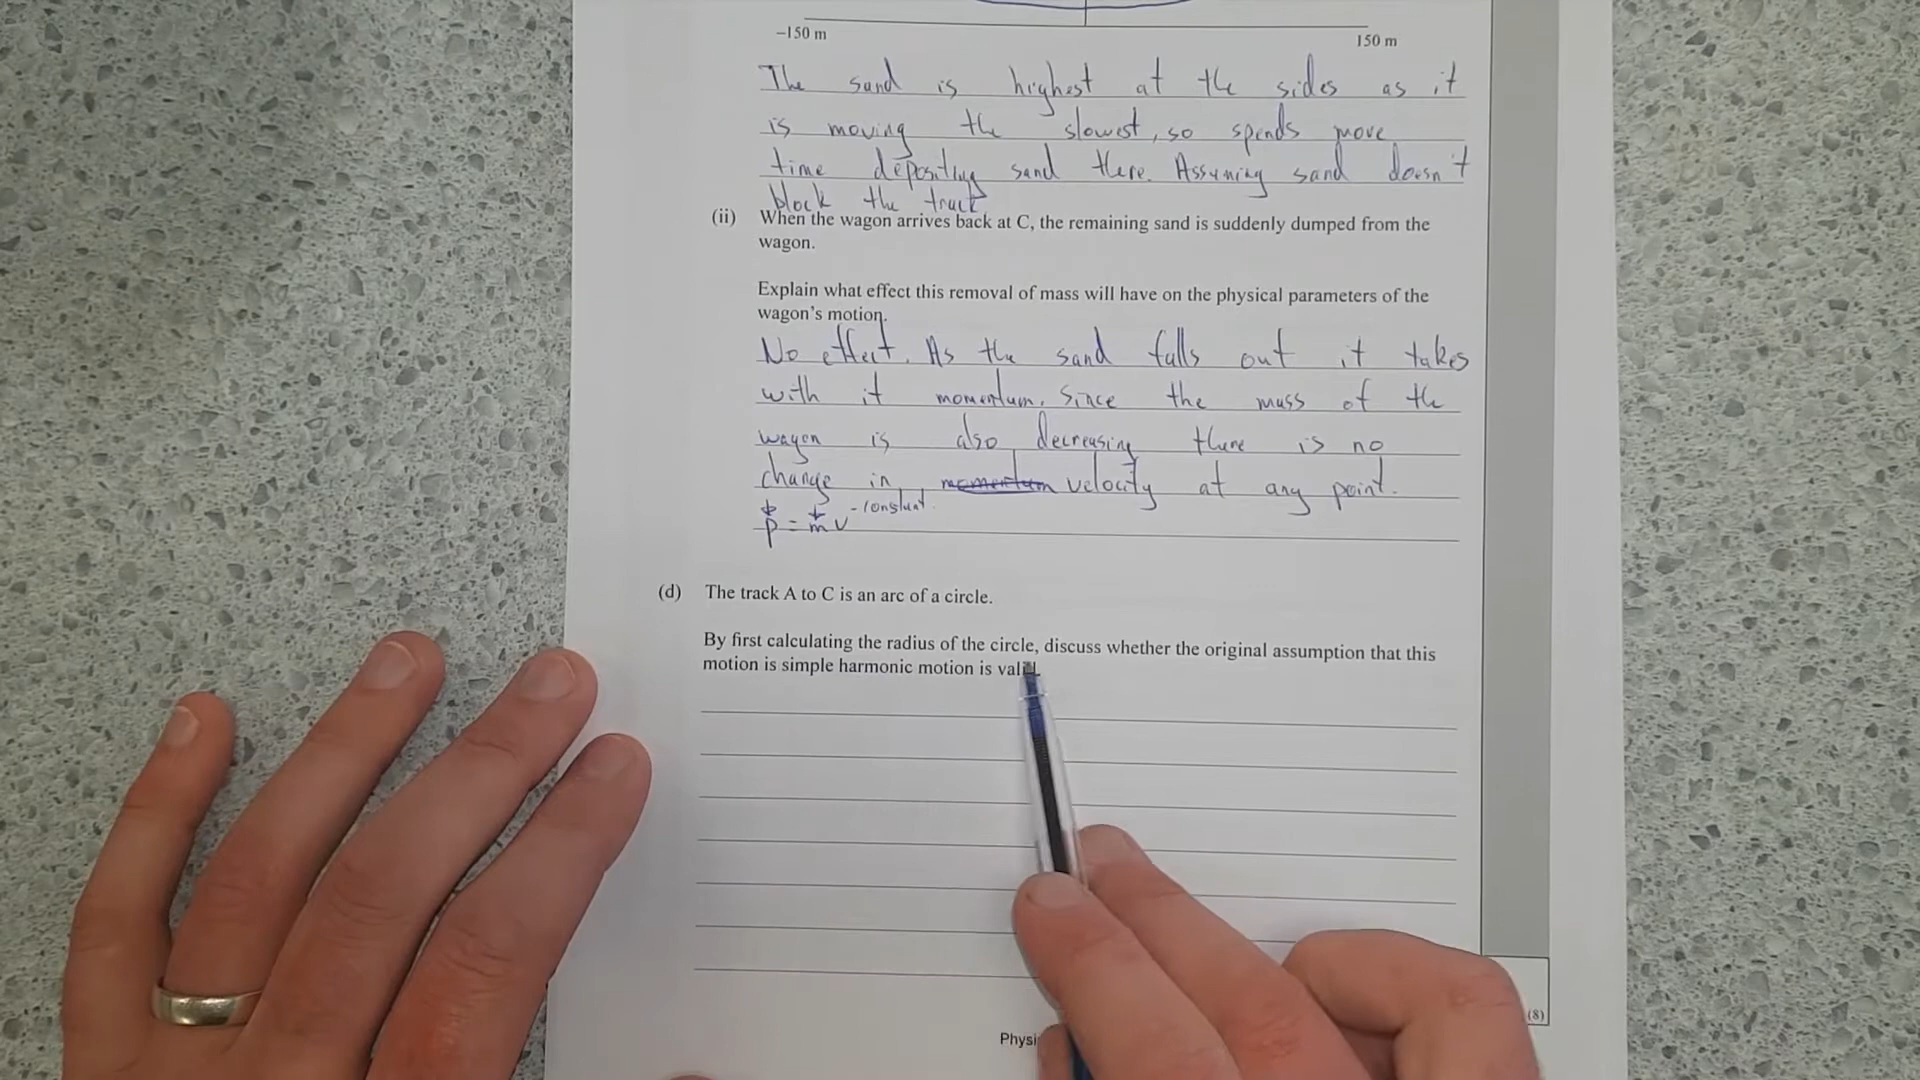 -150 m 150 m
The sand is highest at the sides as it
is moving the slowest, so spends more
time depositing sand there. Assuming sand doesn't
block the track
(ii) When the wagon arrives back at C, the remaining sand is suddenly dumped from the
wagon.
Explain what effect this removal of mass will have on the physical parameters of the
wagon's motion.
No effect. As the sand falls out it takes
with it momentum. Since the mass of the
wagon is also decreasing there is no
change in momentum velocity at any point.
p = m v - constant.
(d) The track A to C is an arc of a circle.
By first calculating the radius of the circle, discuss whether the original assumption that this
motion is simple harmonic motion is
(8)